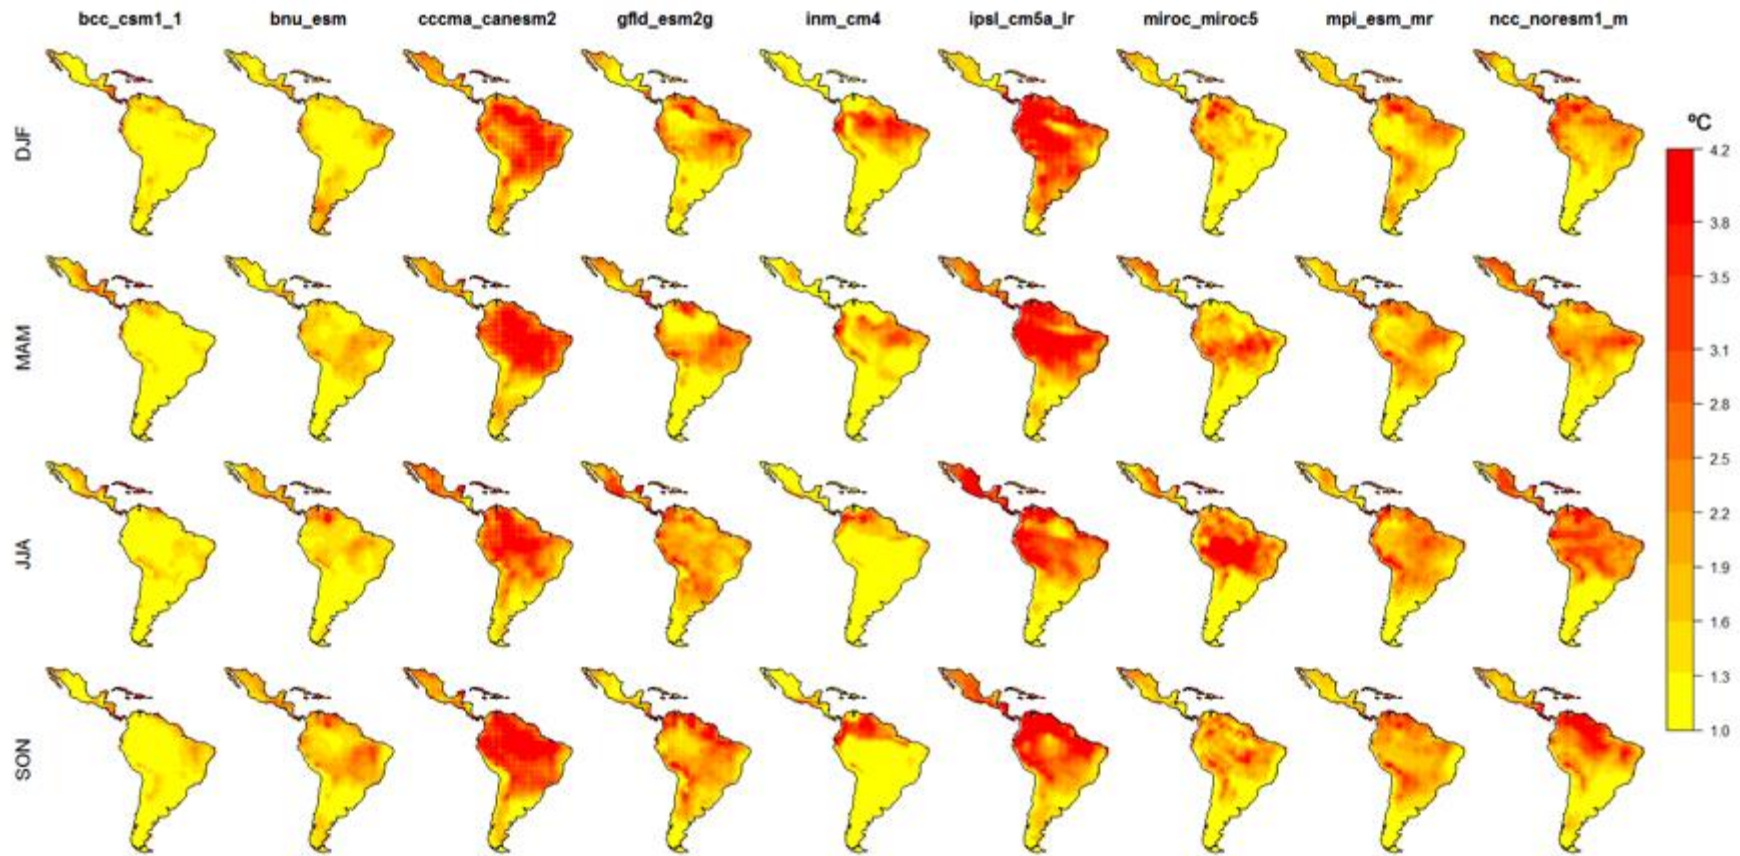 bcc_csm1_1 bnu_esm cccma_canesm2 gfld_esm2g inm_cm4 ipsl_cm5a_lr miroc_miroc5 mpi_esm_mr ncc_noresm1_m
DJF
MAM
JJA
SON
ºC
4.2
3.8
3.5
3.1
2.8
2.5
2.2
1.9
1.6
1.3
1.0